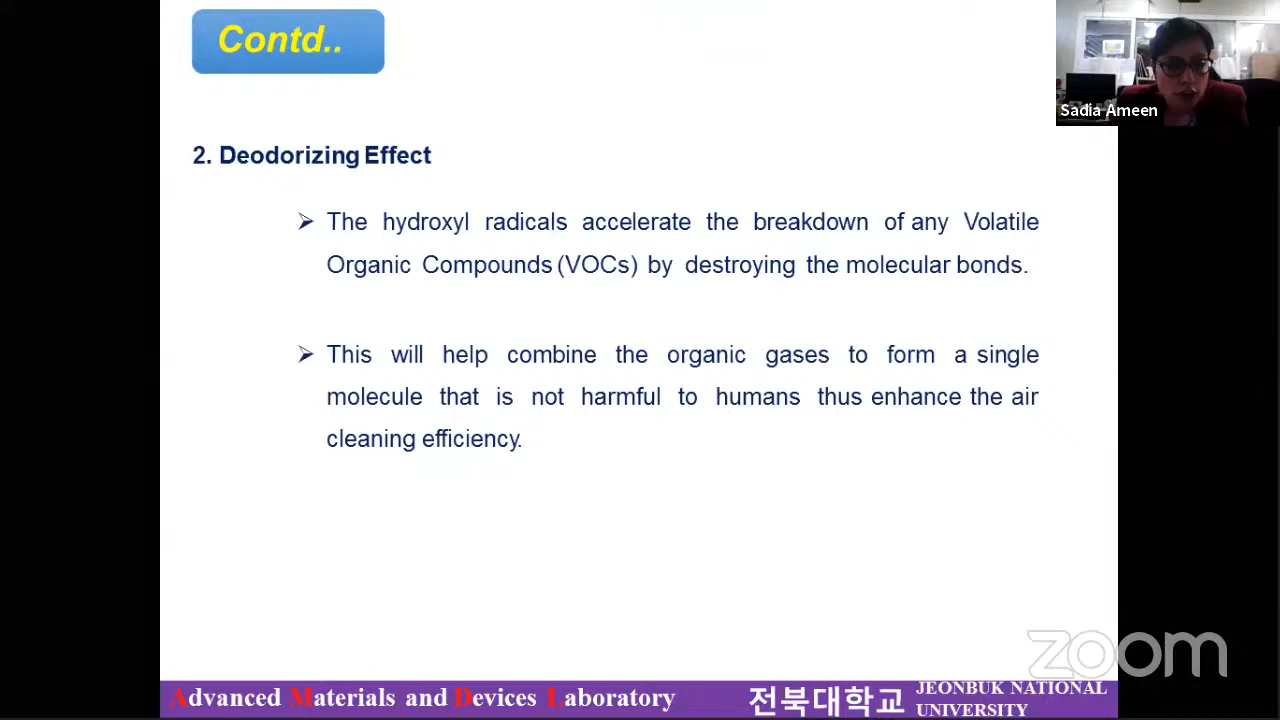 Contd..
Sadia Ameen
2. Deodorizing Effect
➢ The hydroxyl radicals accelerate the breakdown of any Volatile
Organic Compounds (VOCs) by destroying the molecular bonds.
➢ This will help combine the organic gases to form a single
molecule that is not harmful to humans thus enhance the air
cleaning efficiency.
zoom
Advanced Materials and Devices Laboratory
전북대학교
JEONBUK NATIONAL
UNIVERSITY